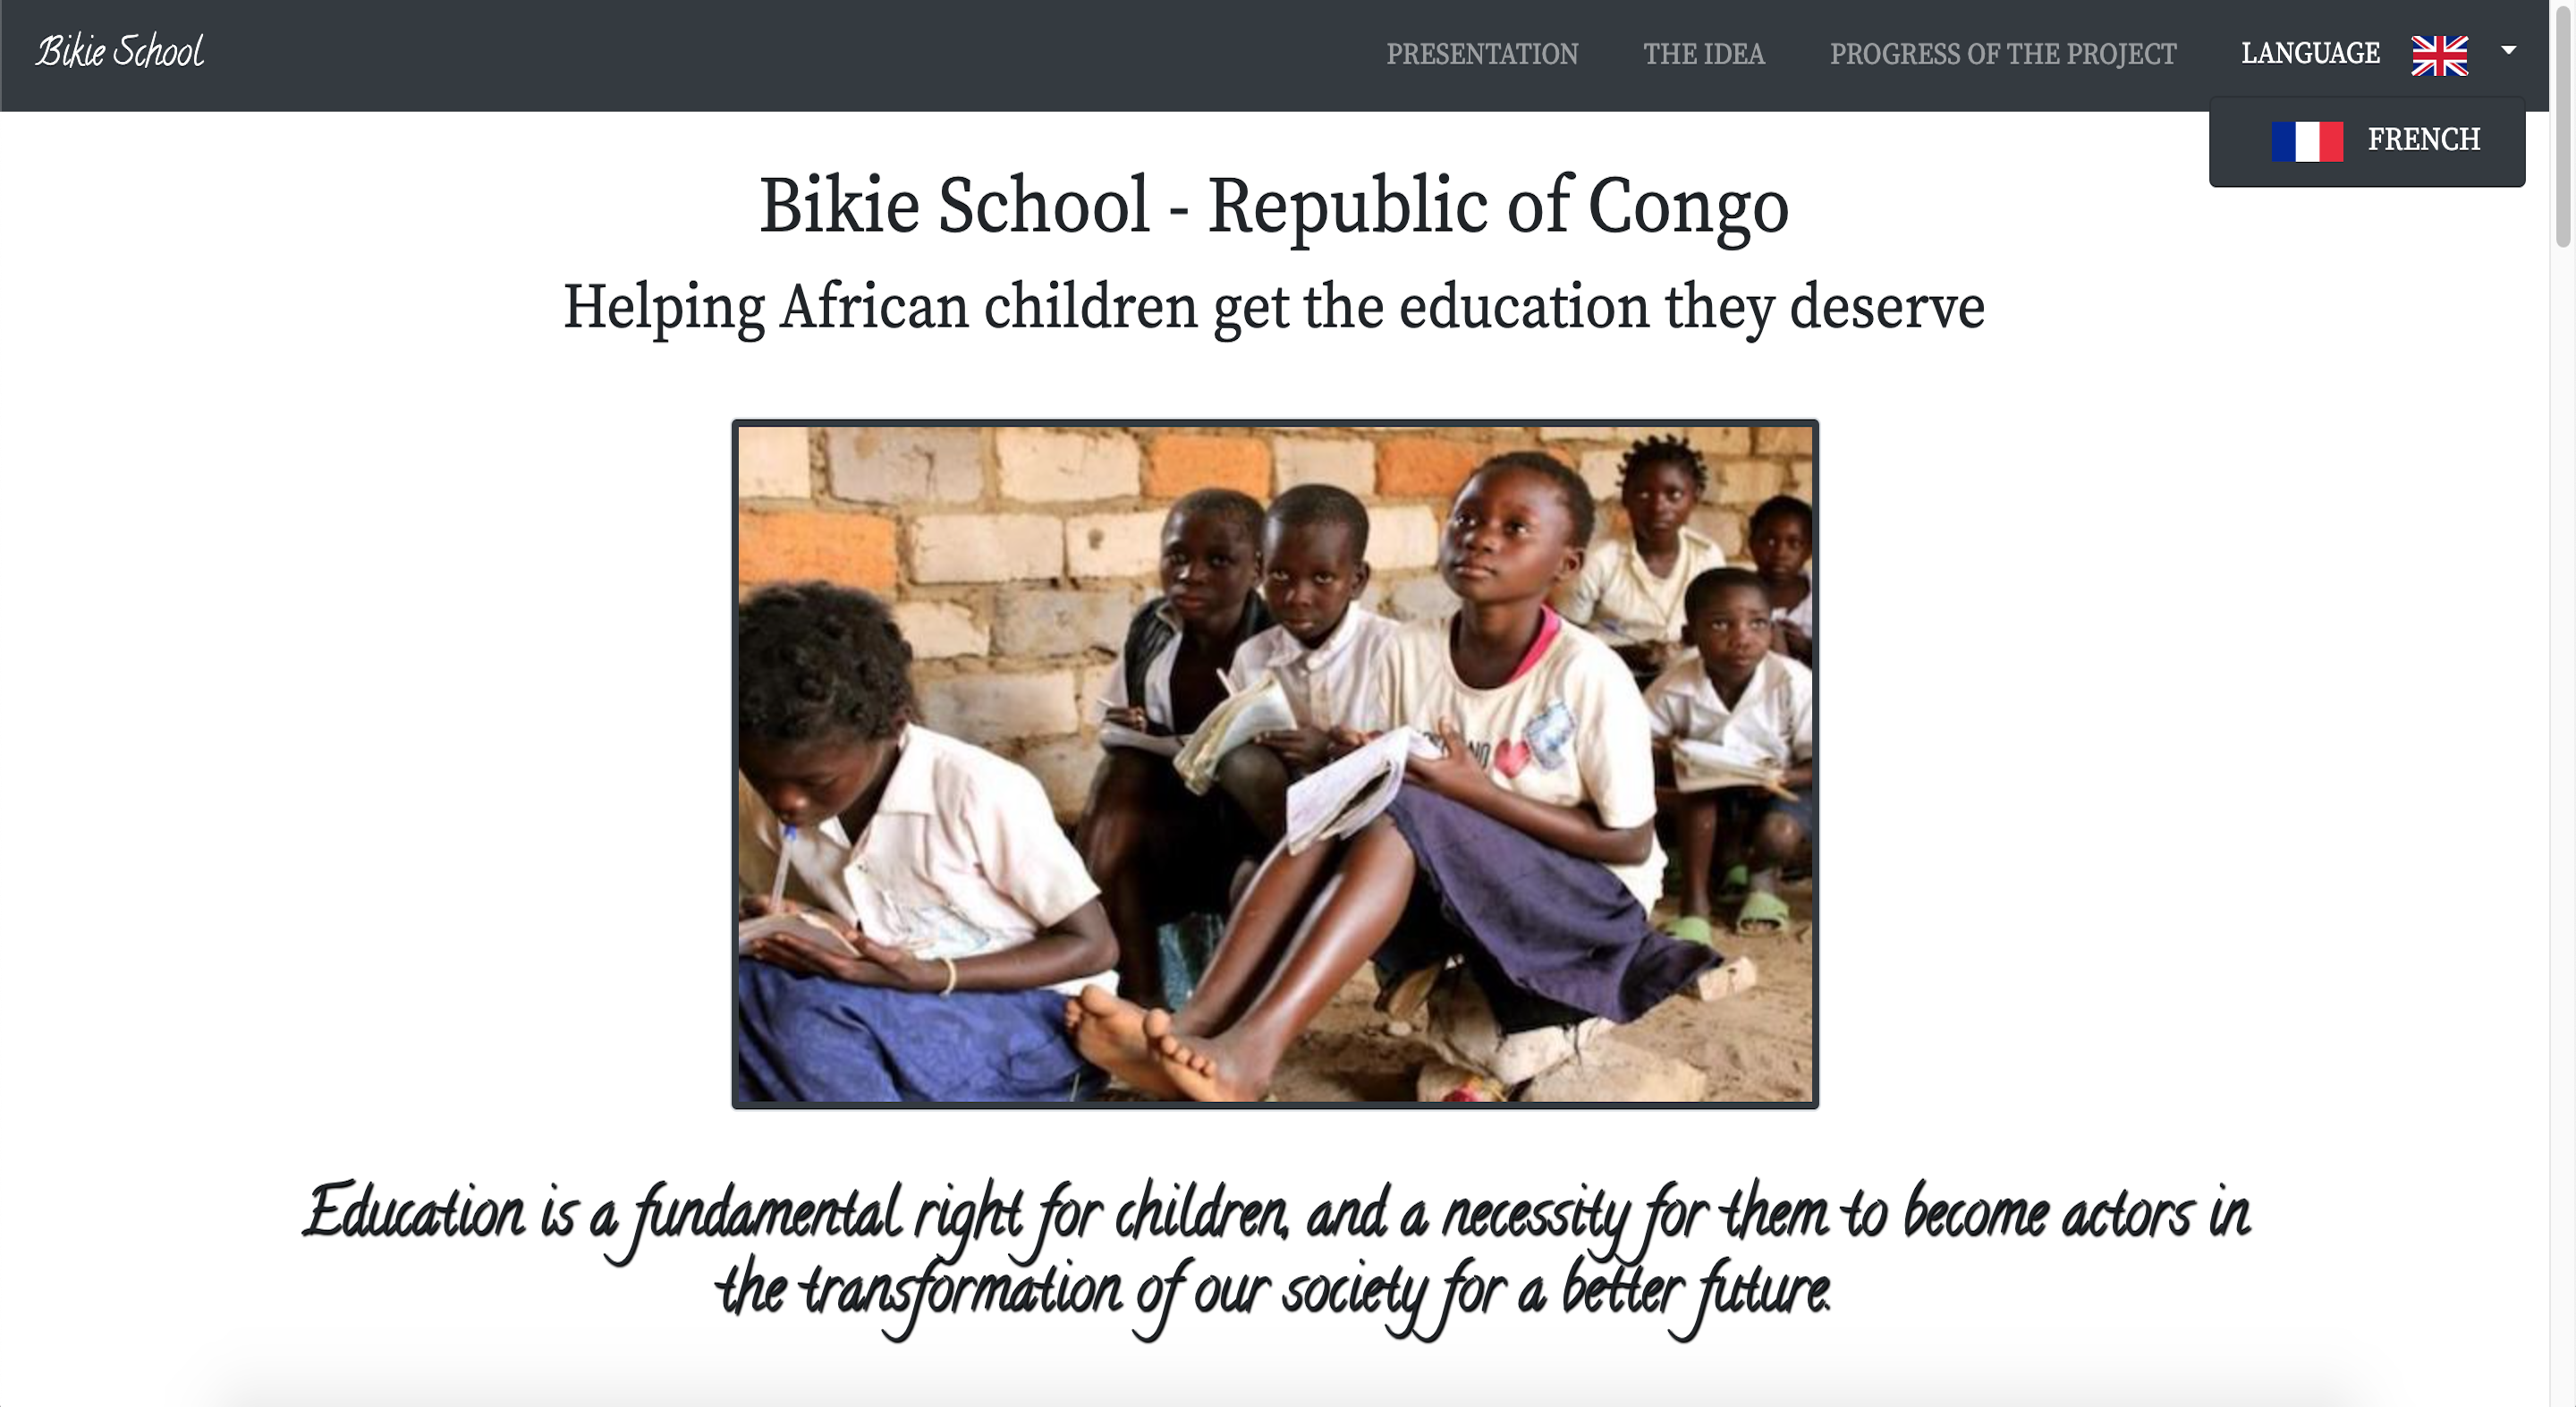 Bikie School
PRESENTATION
THE IDEA
PROGRESS OF THE PROJECT
LANGUAGE
FRENCH
Bikie School - Republic of Congo
Helping African children get the education they deserve
Education is a fundamental right for children, and a necessity for them to become actors in
the transformation of our society for a better future.